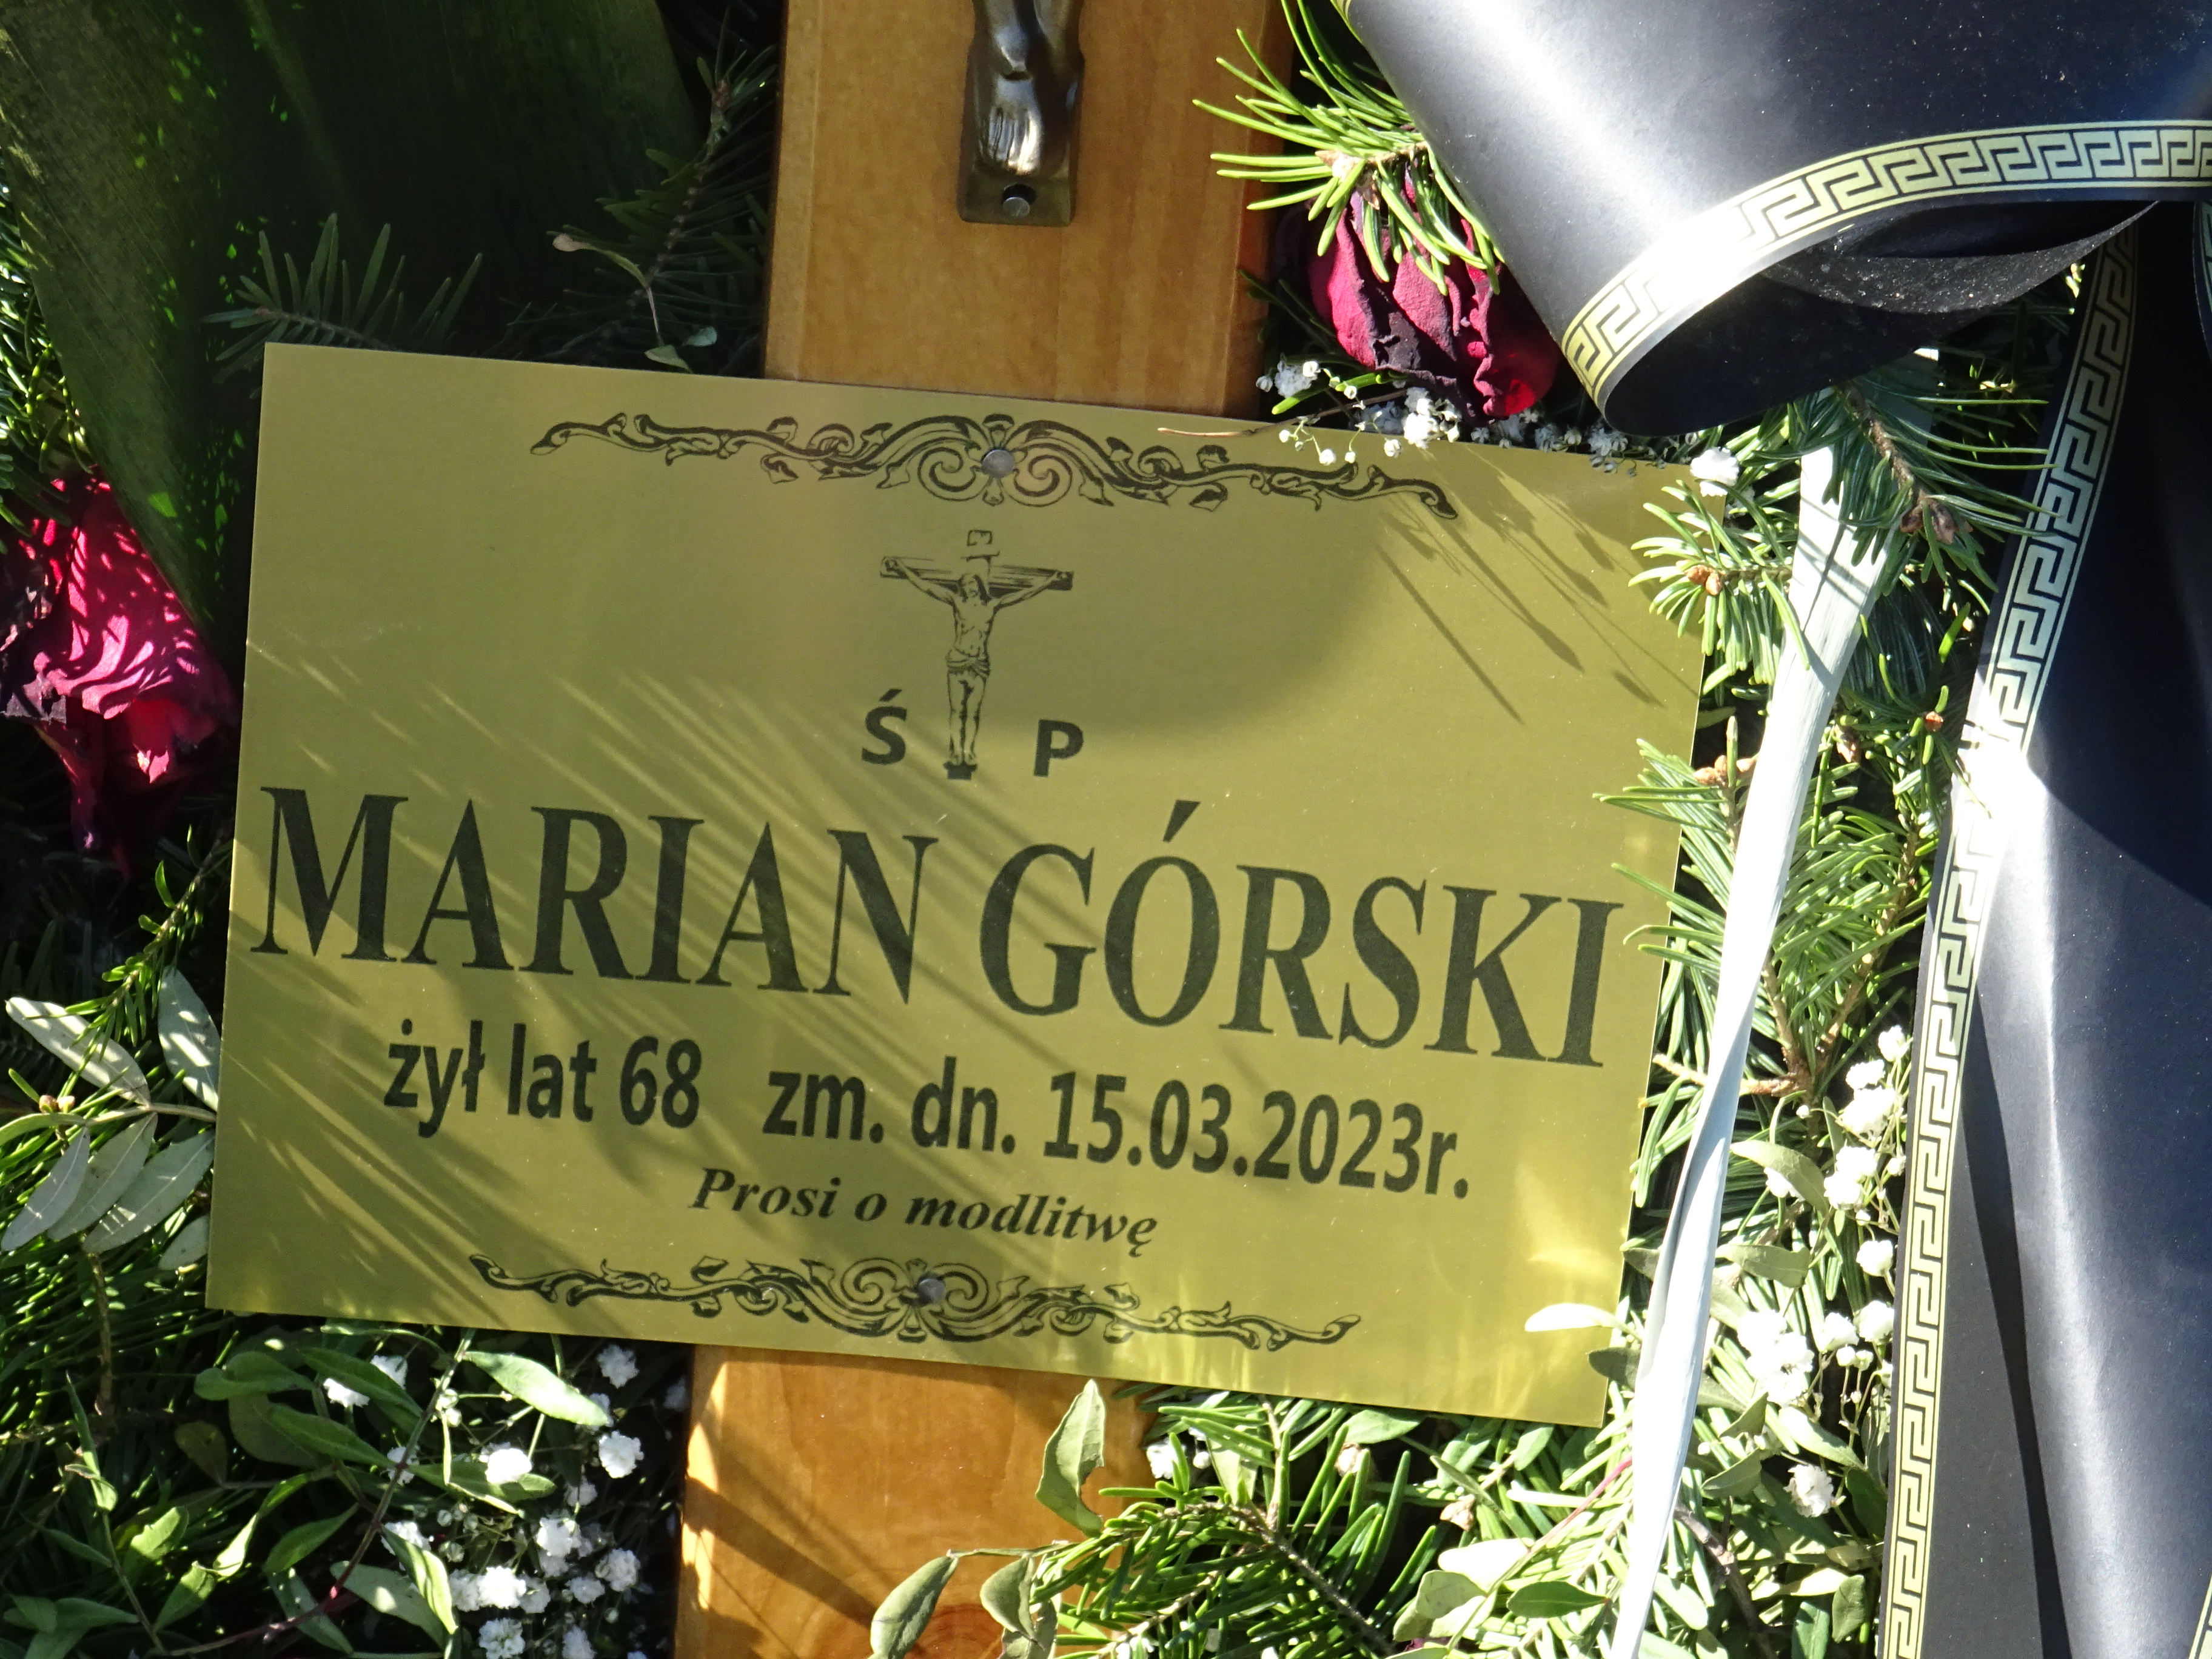 Ś P
MARIAN GÓRSKI
żył lat 68 zm. dn. 15.03.2023r.
Prosi o modlitwę